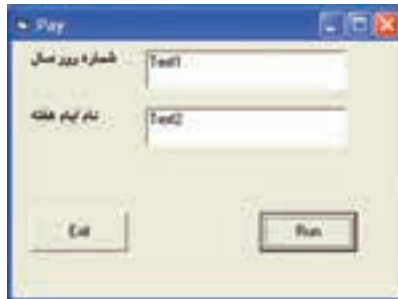 Pay
شماره روز سال
Text1
نام ایام هفته
Text2
Exit
Run